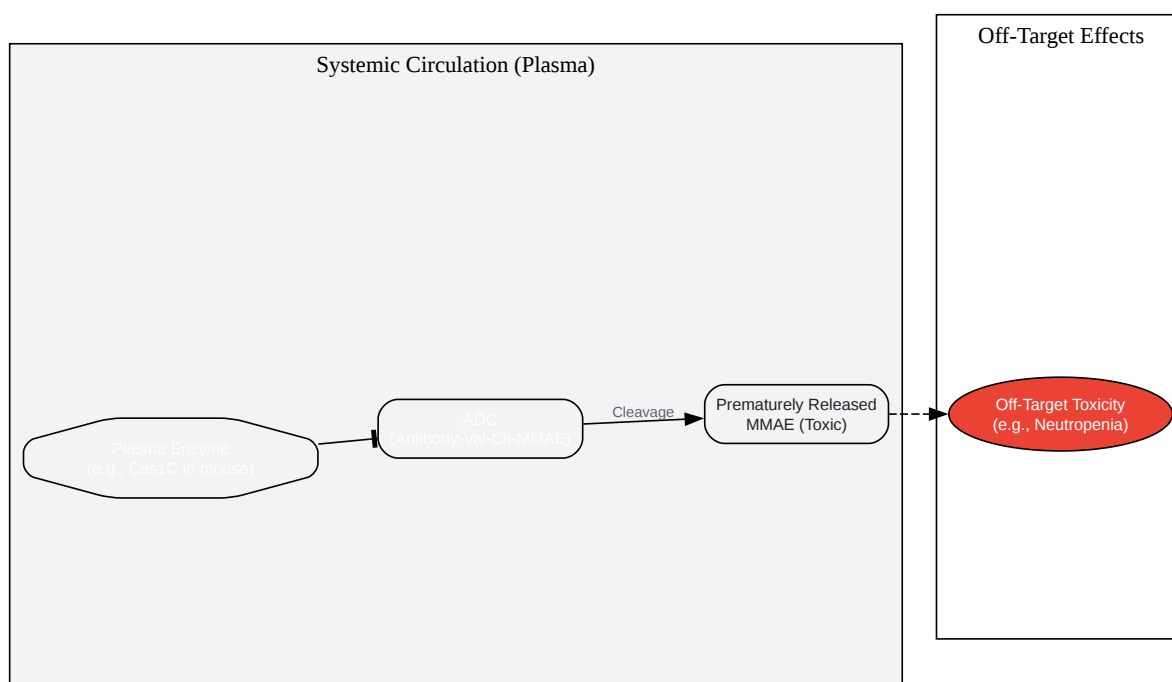 Systemic Circulation (Plasma)
Off-Target Effects
Plasma Enzyme
(e.g., Ces1C in mouse)
ADC
(Antibody-Val-Cit-MMAE)
Cleavage
Prematurely Released
MMAE (Toxic)
Off-Target Toxicity
(e.g., Neutropenia)